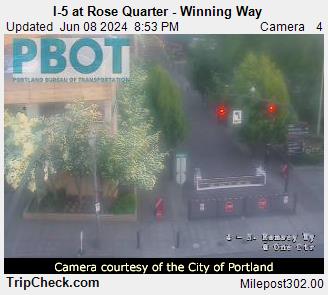 I-5 at Rose Quarter - Winning Way
Updated Jun 08 2024 8:53 PM Camera 4
PBOT
PORTLAND BUREAU OF TRANSPORTATION
Camera courtesy of the City of Portland
TripCheck.com Milepost302.00